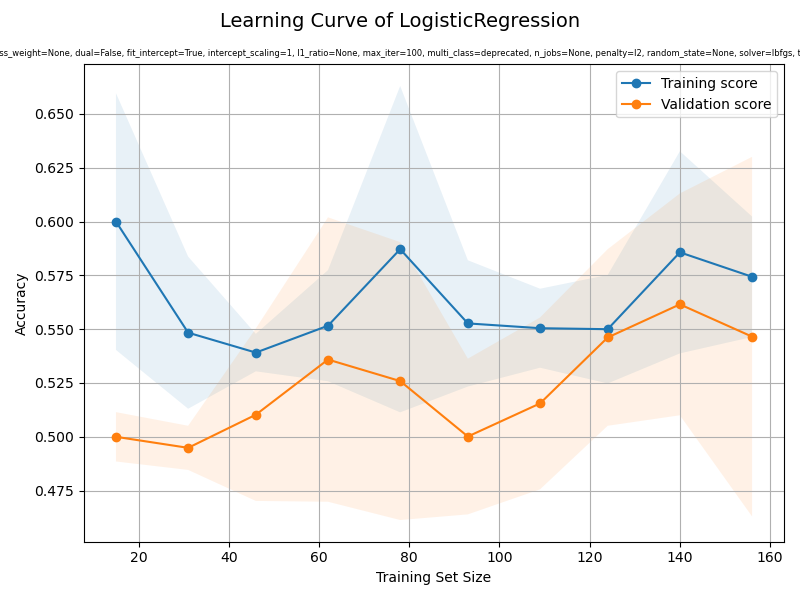 Learning Curve of LogisticRegression
weight=None, dual=False, fit_intercept=True, intercept_scaling=1, l1_ratio=None, max_iter=100, multi_class=deprecated, n_jobs=None, penalty=l2, random_state=None, solver=lbfgs,
Training score
Validation score
0.650
0.625
0.600
0.575
0.550
0.525
0.500
0.475
Accuracy
20 40 60 80 100 120 140 160
Training Set Size